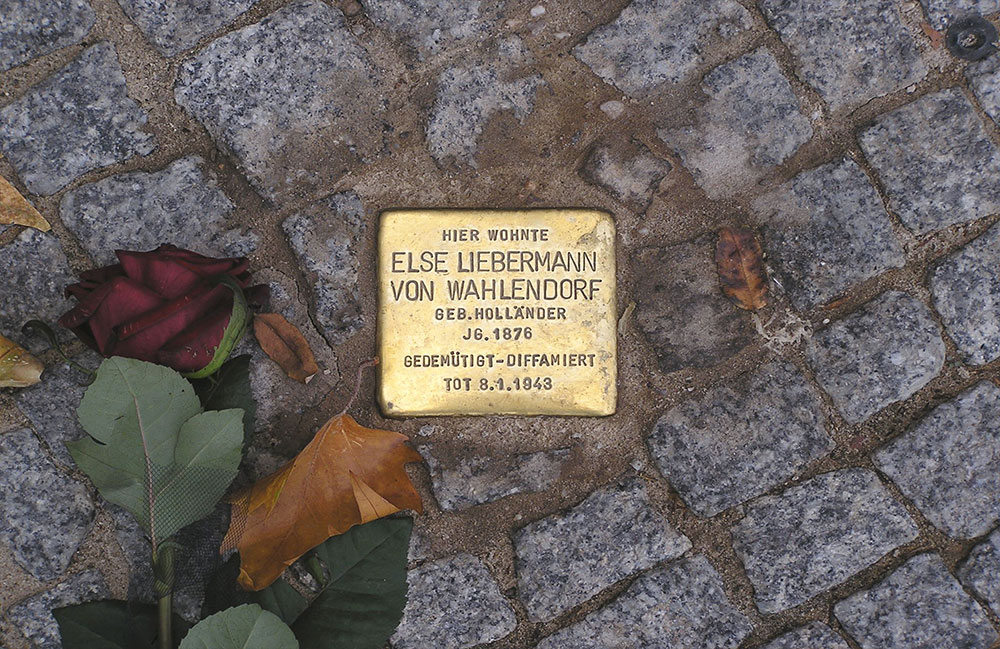 HIER WOHNTE
ELSE LIEBERMANN
VON WAHLENDORF
GEB. HOLLÄNDER
JG. 1876
GEDEMÜTIGT-DIFFAMIERT
TOT 8.1.1943